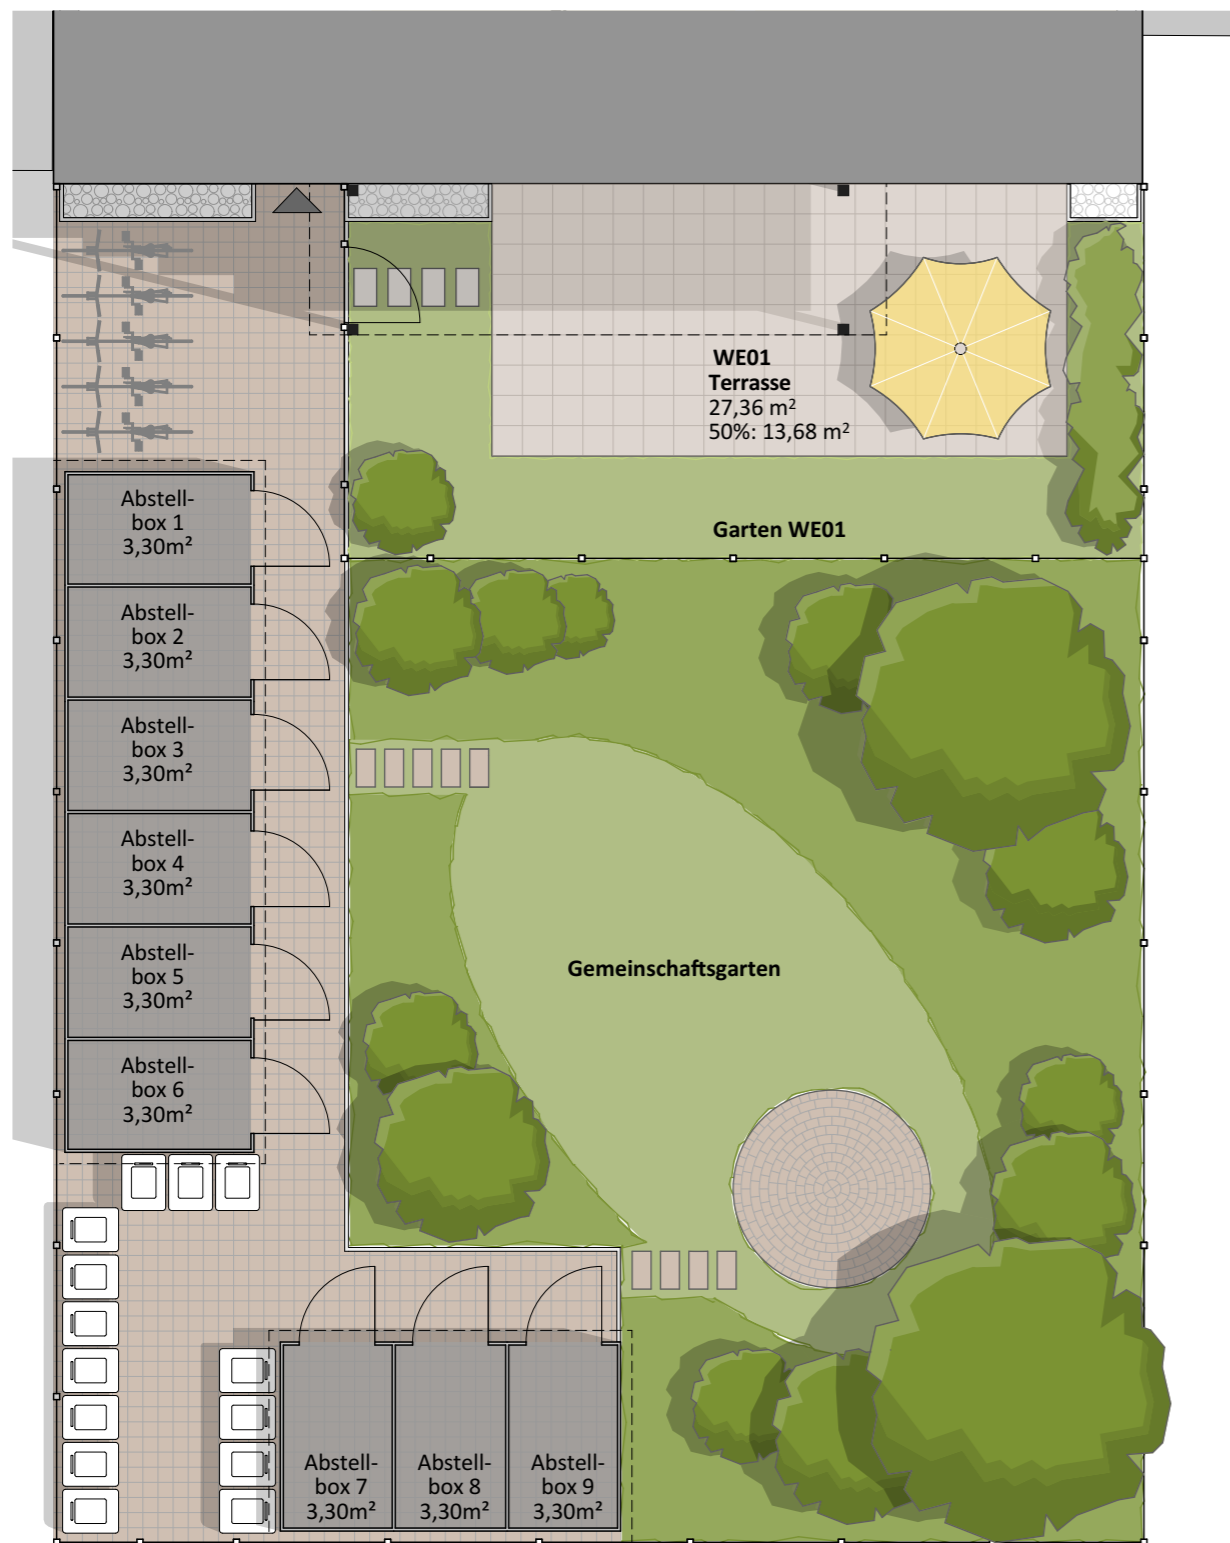 WE01
Terrasse
27,36 m²
50%: 13,68 m²
Garten WE01
Abstell-
box 1
3,30m²
Abstell-
box 2
3,30m²
Abstell-
box 3
3,30m²
Abstell-
box 4
3,30m²
Abstell-
box 5
3,30m²
Abstell-
box 6
3,30m²
Gemeinschaftsgarten
Abstell-
box 7
3,30m²
Abstell-
box 8
3,30m²
Abstell-
box 9
3,30m²